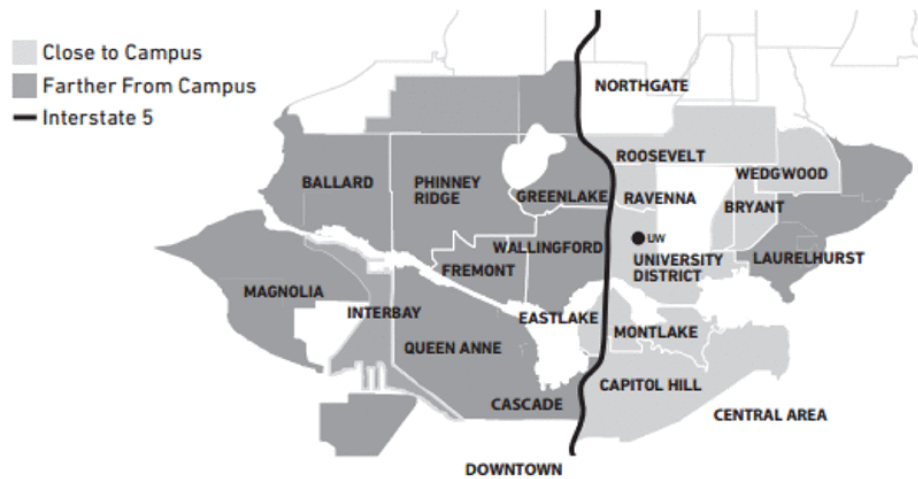 Close to Campus
Farther From Campus
Interstate 5
NORTHGATE
ROOSEVELT
WEDGWOOD
BALLARD
PHINNEY
RIDGE
GREENLAKE
RAVENNA
BRYANT
UW
WALLINGFORD
UNIVERSITY
DISTRICT
LAURELHURST
FREMONT
MAGNOLIA
INTERBAY
EASTLAKE
MONTLAKE
QUEEN ANNE
CAPITOL HILL
CASCADE
CENTRAL AREA
DOWNTOWN